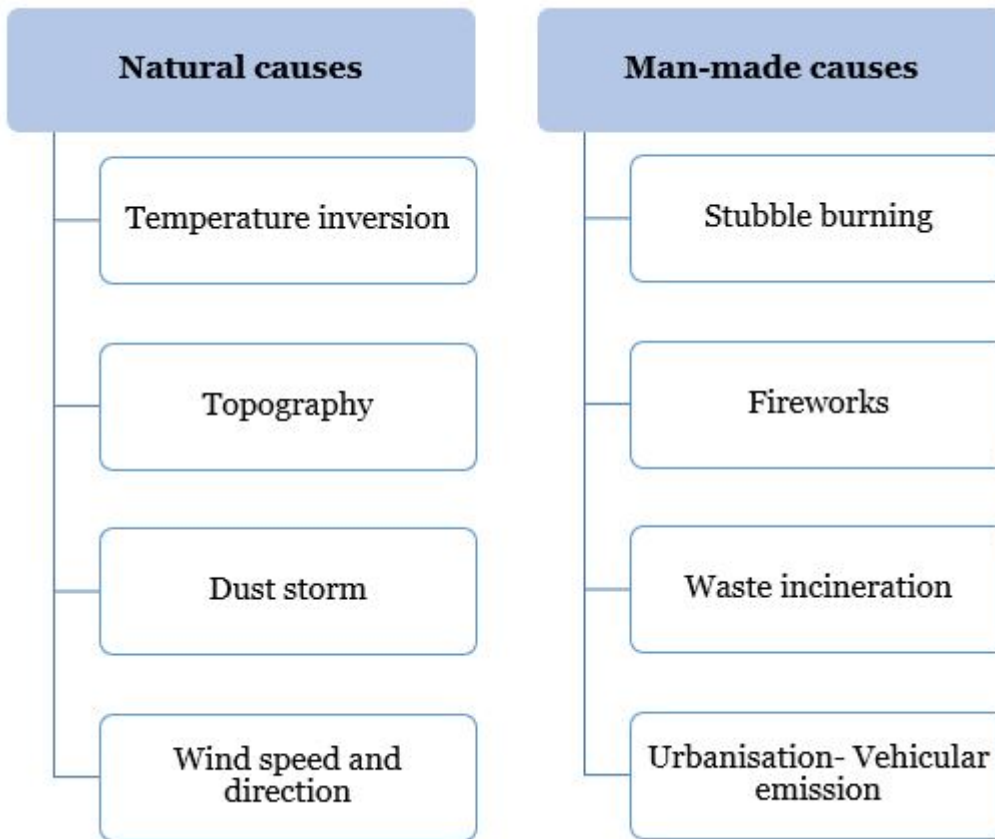 Natural causes
Temperature inversion
Topography
Dust storm
Wind speed and
direction
Man-made causes
Stubble burning
Fireworks
Waste incineration
Urbanisation- Vehicular
emission